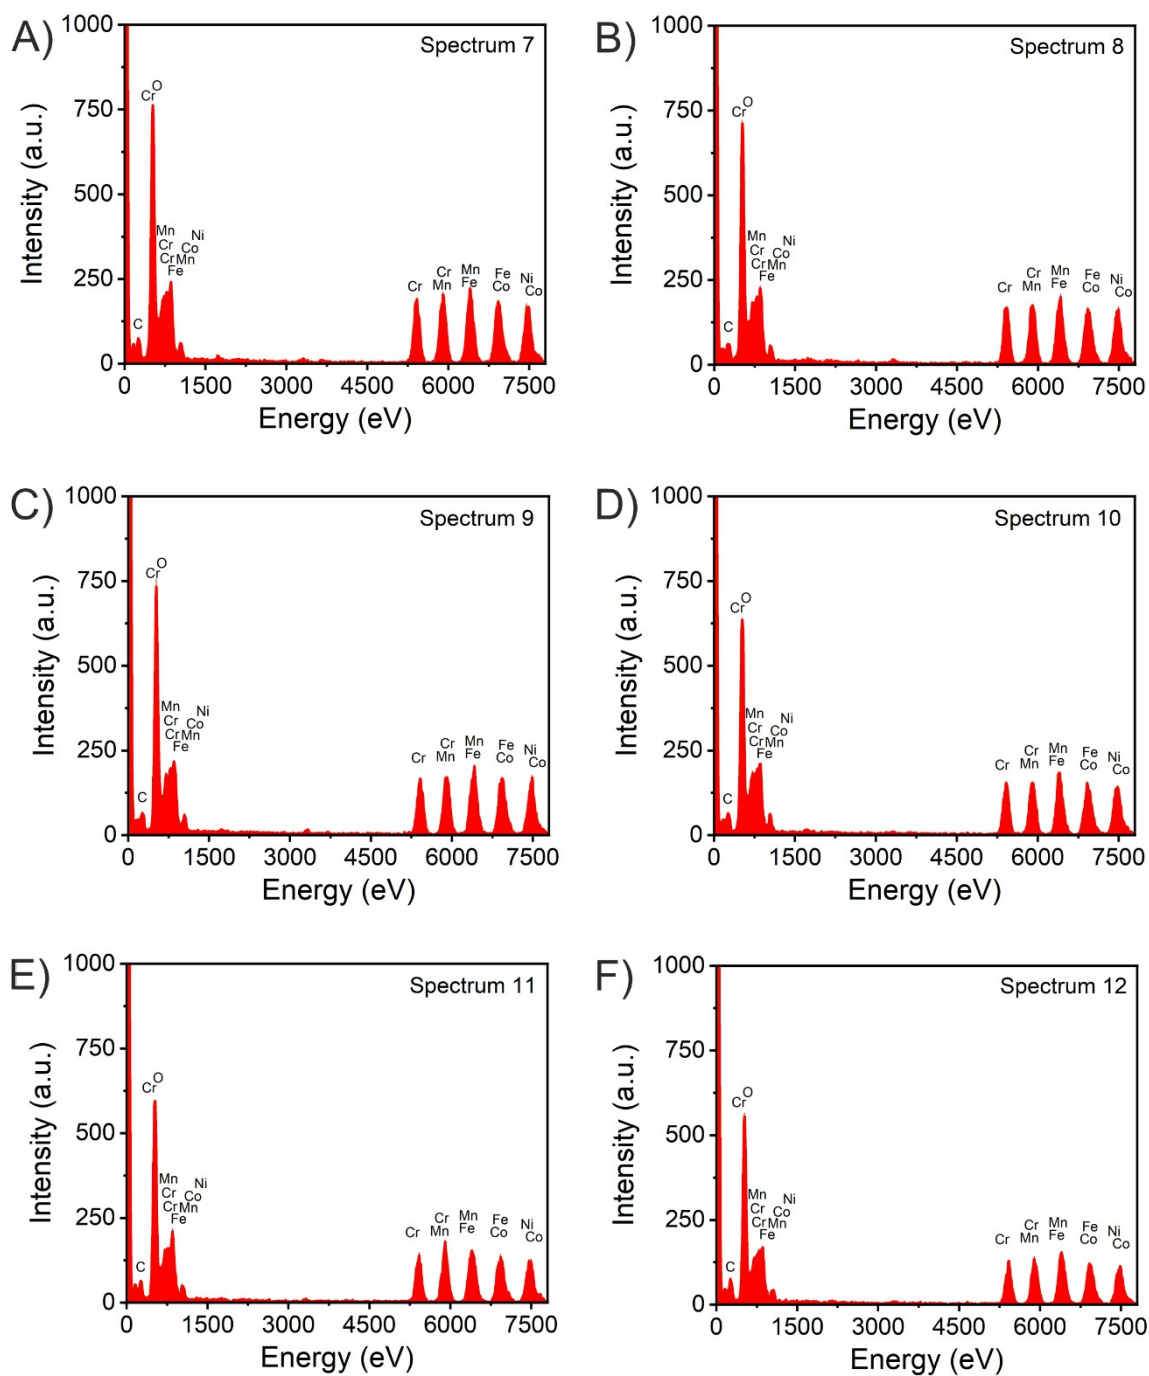 A)
Spectrum 7
1000
750
500
250
0
Intensity (a.u.)
Cr O
Mn
Ni
Cr
Co
Cr Mn
Fe
C
Cr
Cr
Mn
Mn
Fe
Fe
Co
Ni
Co
0 1500 3000 4500 6000 7500
Energy (eV)
B)
Spectrum 8
1000
750
500
250
0
Intensity (a.u.)
Cr O
Mn
Ni
Cr
Co
Cr Mn
Fe
C
Cr
Cr
Mn
Mn
Fe
Fe
Co
Ni
Co
0 1500 3000 4500 6000 7500
Energy (eV)
C)
Spectrum 9
1000
750
500
250
0
Intensity (a.u.)
Cr O
Mn
Ni
Cr
Co
Cr Mn
Fe
C
Cr
Cr
Mn
Mn
Fe
Fe
Co
Ni
Co
0 1500 3000 4500 6000 7500
Energy (eV)
D)
Spectrum 10
1000
750
500
250
0
Intensity (a.u.)
Cr O
Mn
Ni
Cr
Co
Cr Mn
Fe
C
Cr
Cr
Mn
Mn
Fe
Fe
Co
Ni
Co
0 1500 3000 4500 6000 7500
Energy (eV)
E)
Spectrum 11
1000
750
500
250
0
Intensity (a.u.)
Cr O
Mn
Ni
Cr
Co
Cr Mn
Fe
C
Cr
Cr
Mn
Mn
Fe
Fe
Co
Ni
Co
0 1500 3000 4500 6000 7500
Energy (eV)
F)
Spectrum 12
1000
750
500
250
0
Intensity (a.u.)
Cr O
Mn
Ni
Cr
Co
Cr Mn
Fe
C
Cr
Cr
Mn
Mn
Fe
Fe
Co
Ni
Co
0 1500 3000 4500 6000 7500
Energy (eV)